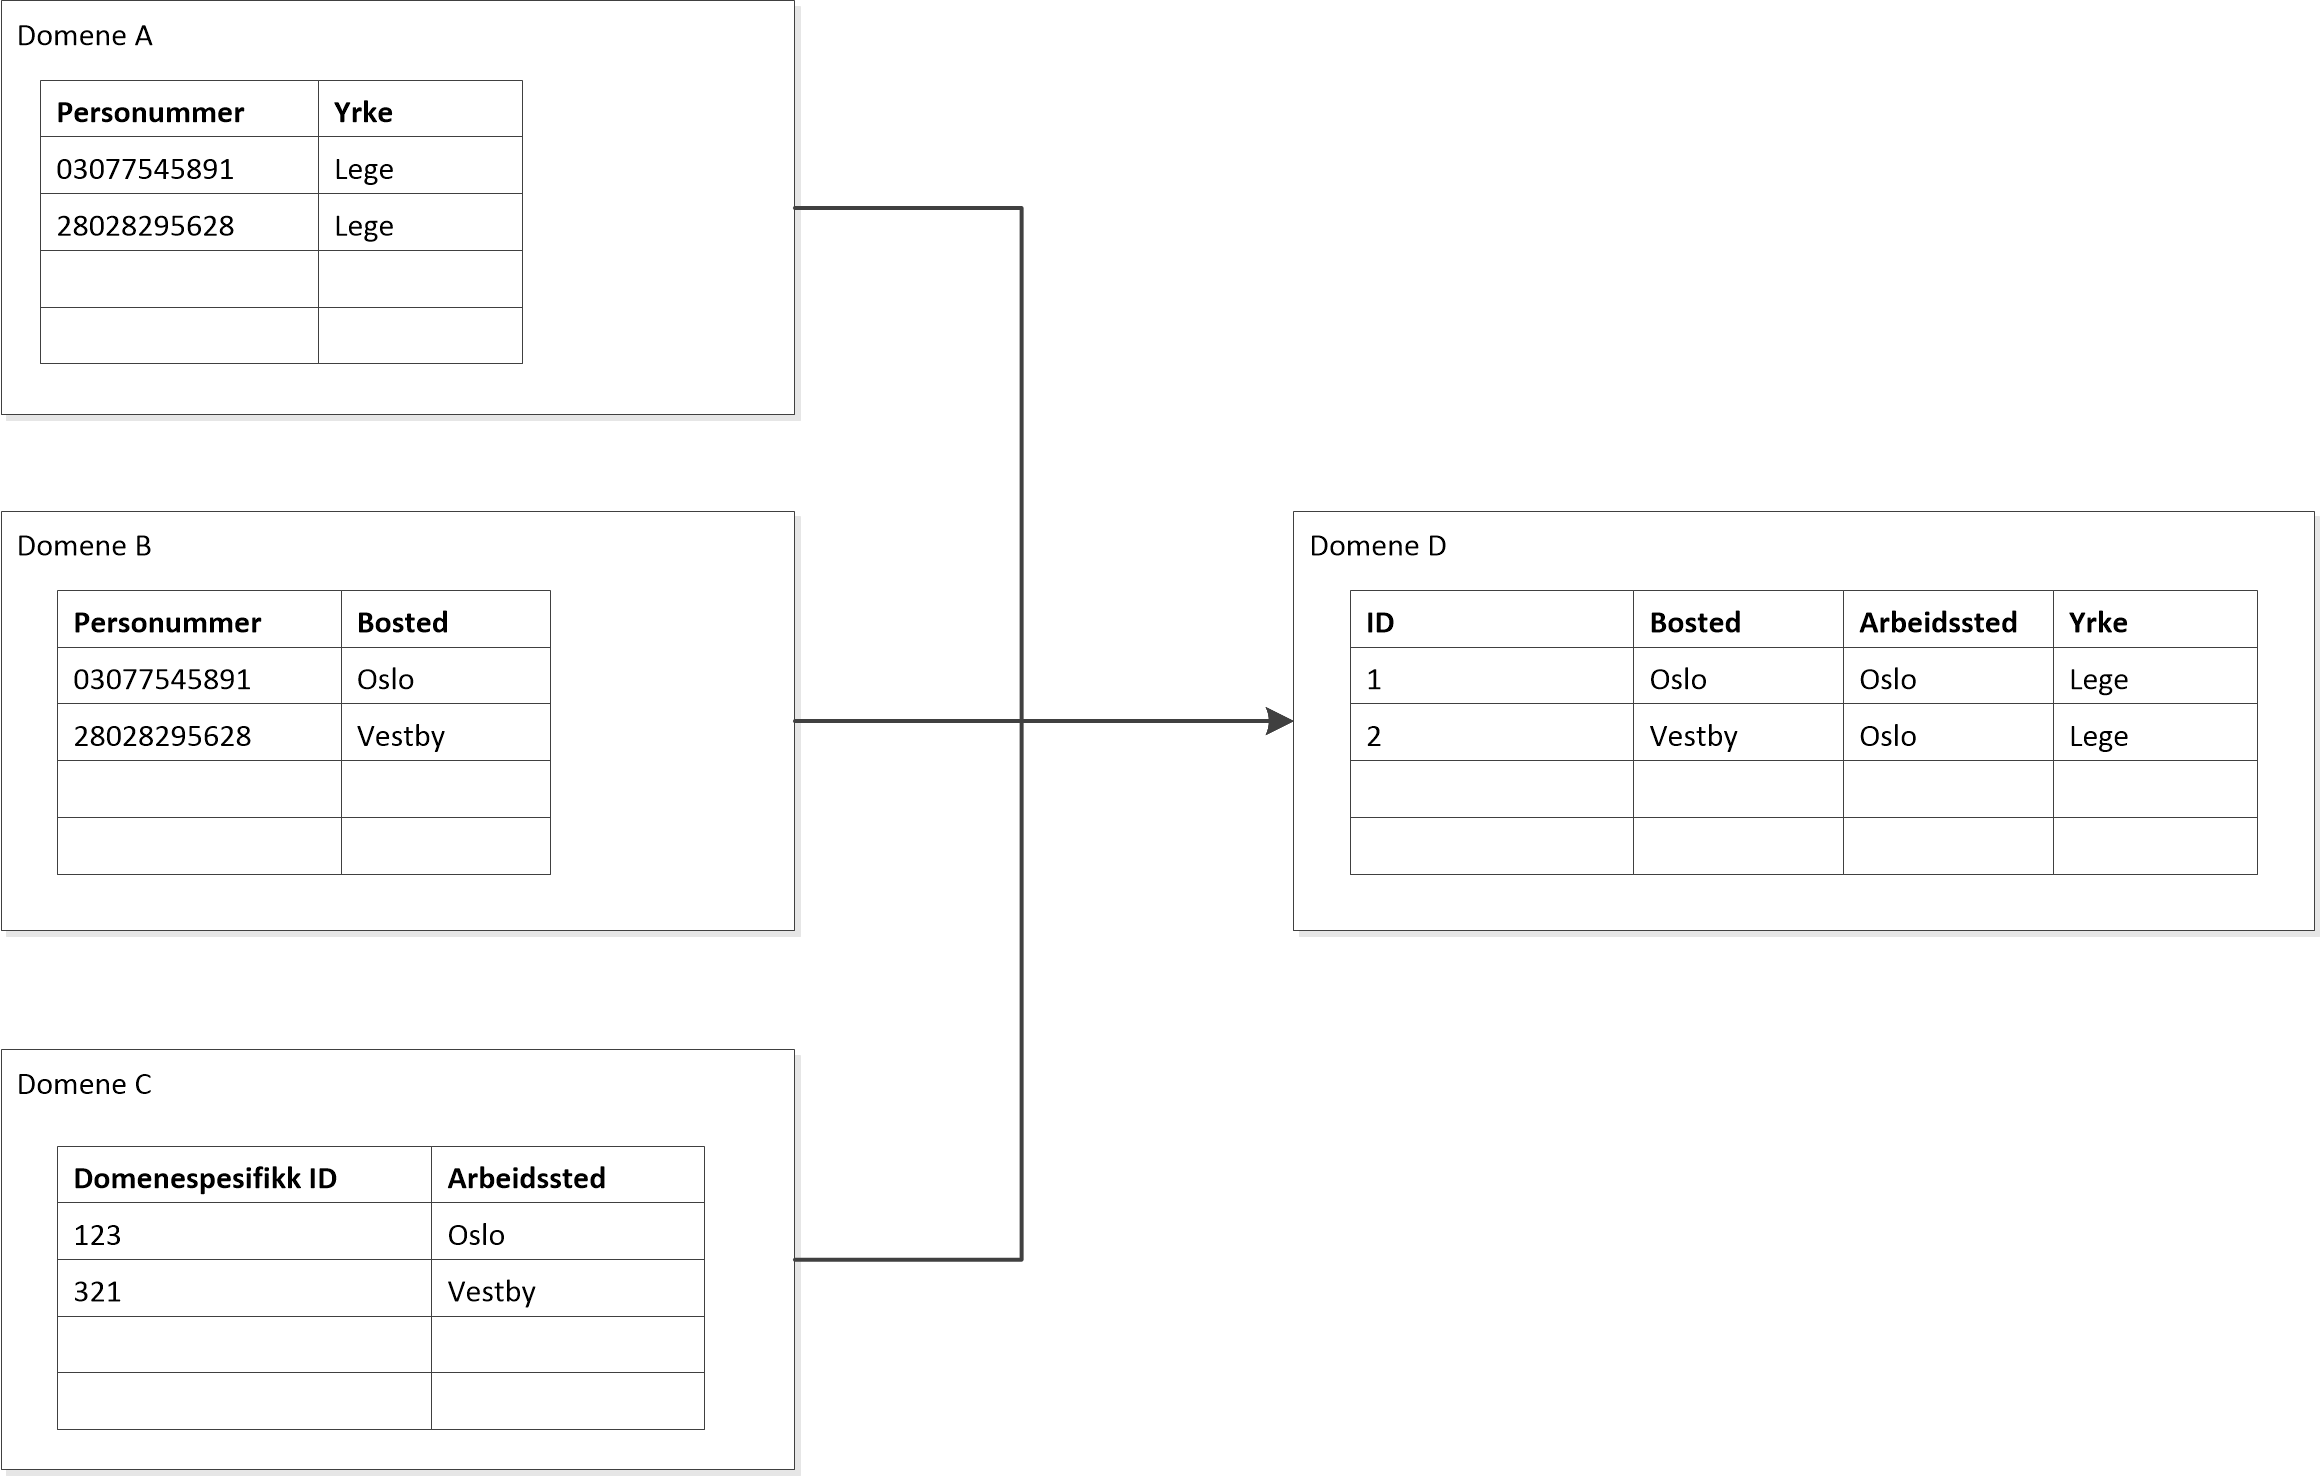 Domene A
Personummer Yrke
03077545891 Lege
28028295628 Lege
Domene B
Personummer Bosted
03077545891 Oslo
28028295628 Vestby
Domene C
Domenespesifikk ID Arbeidssted
123 Oslo
321 Vestby
Domene D
ID Bosted Arbeidssted Yrke
1 Oslo Oslo Lege
2 Vestby Oslo Lege